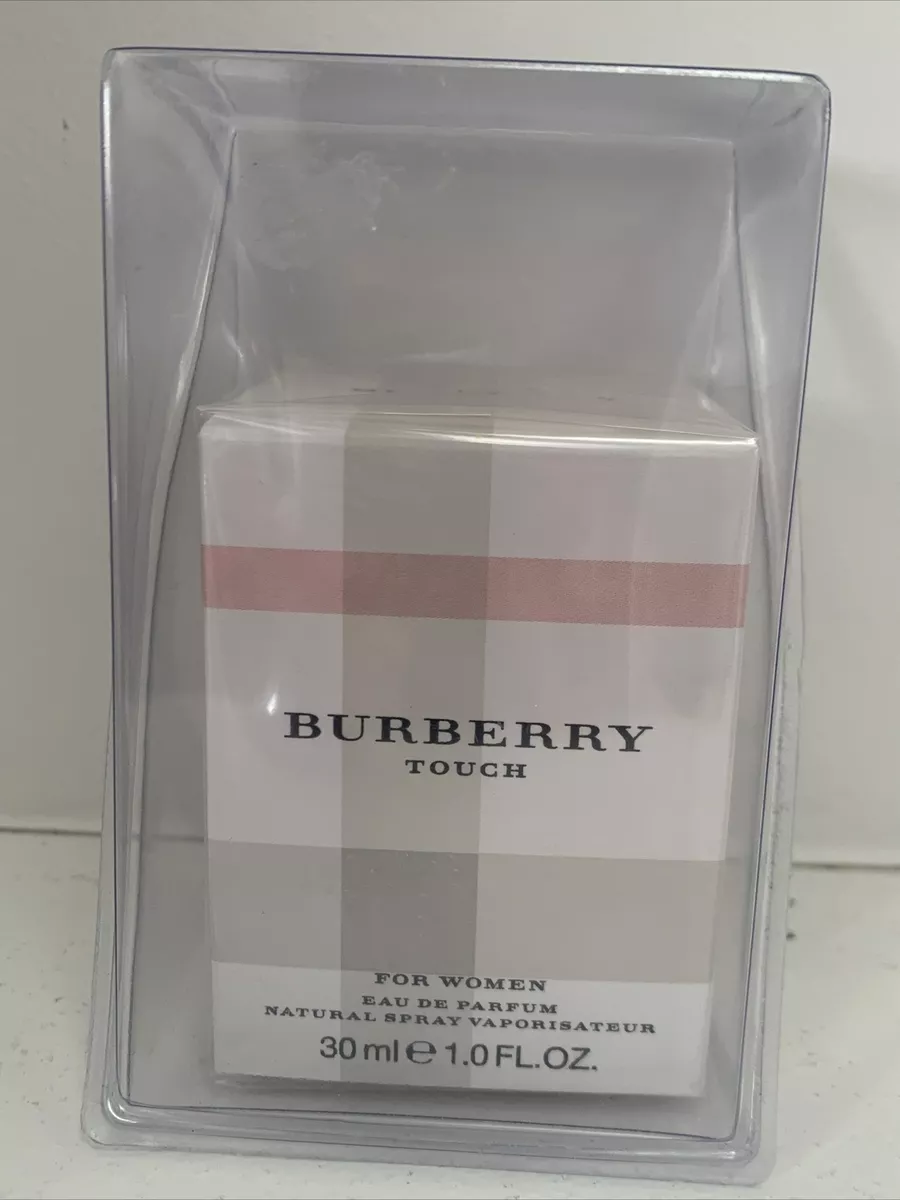 BURBERRY
TOUCH
FOR WOMEN
EAU DE PARFUM
NATURAL SPRAY VAPORISATEUR
30 ml ℮ 1.0 FL.OZ.